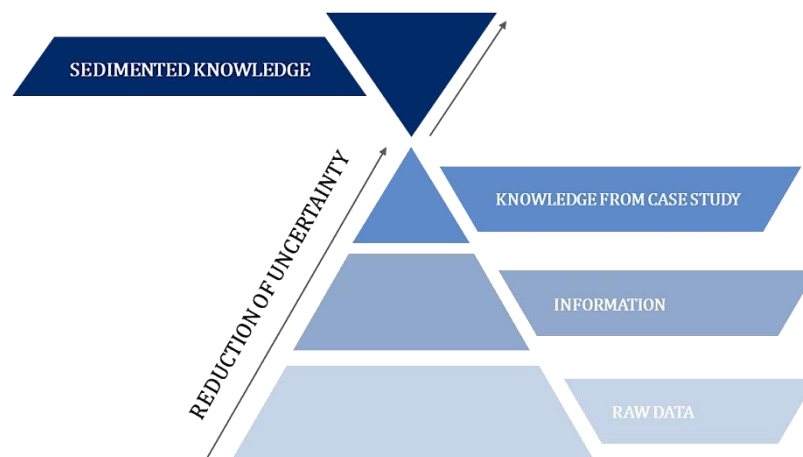 SEDIMENTED KNOWLEDGE
REDUCTION OF UNCERTAINTY
KNOWLEDGE FROM CASE STUDY
INFORMATION
RAW DATA